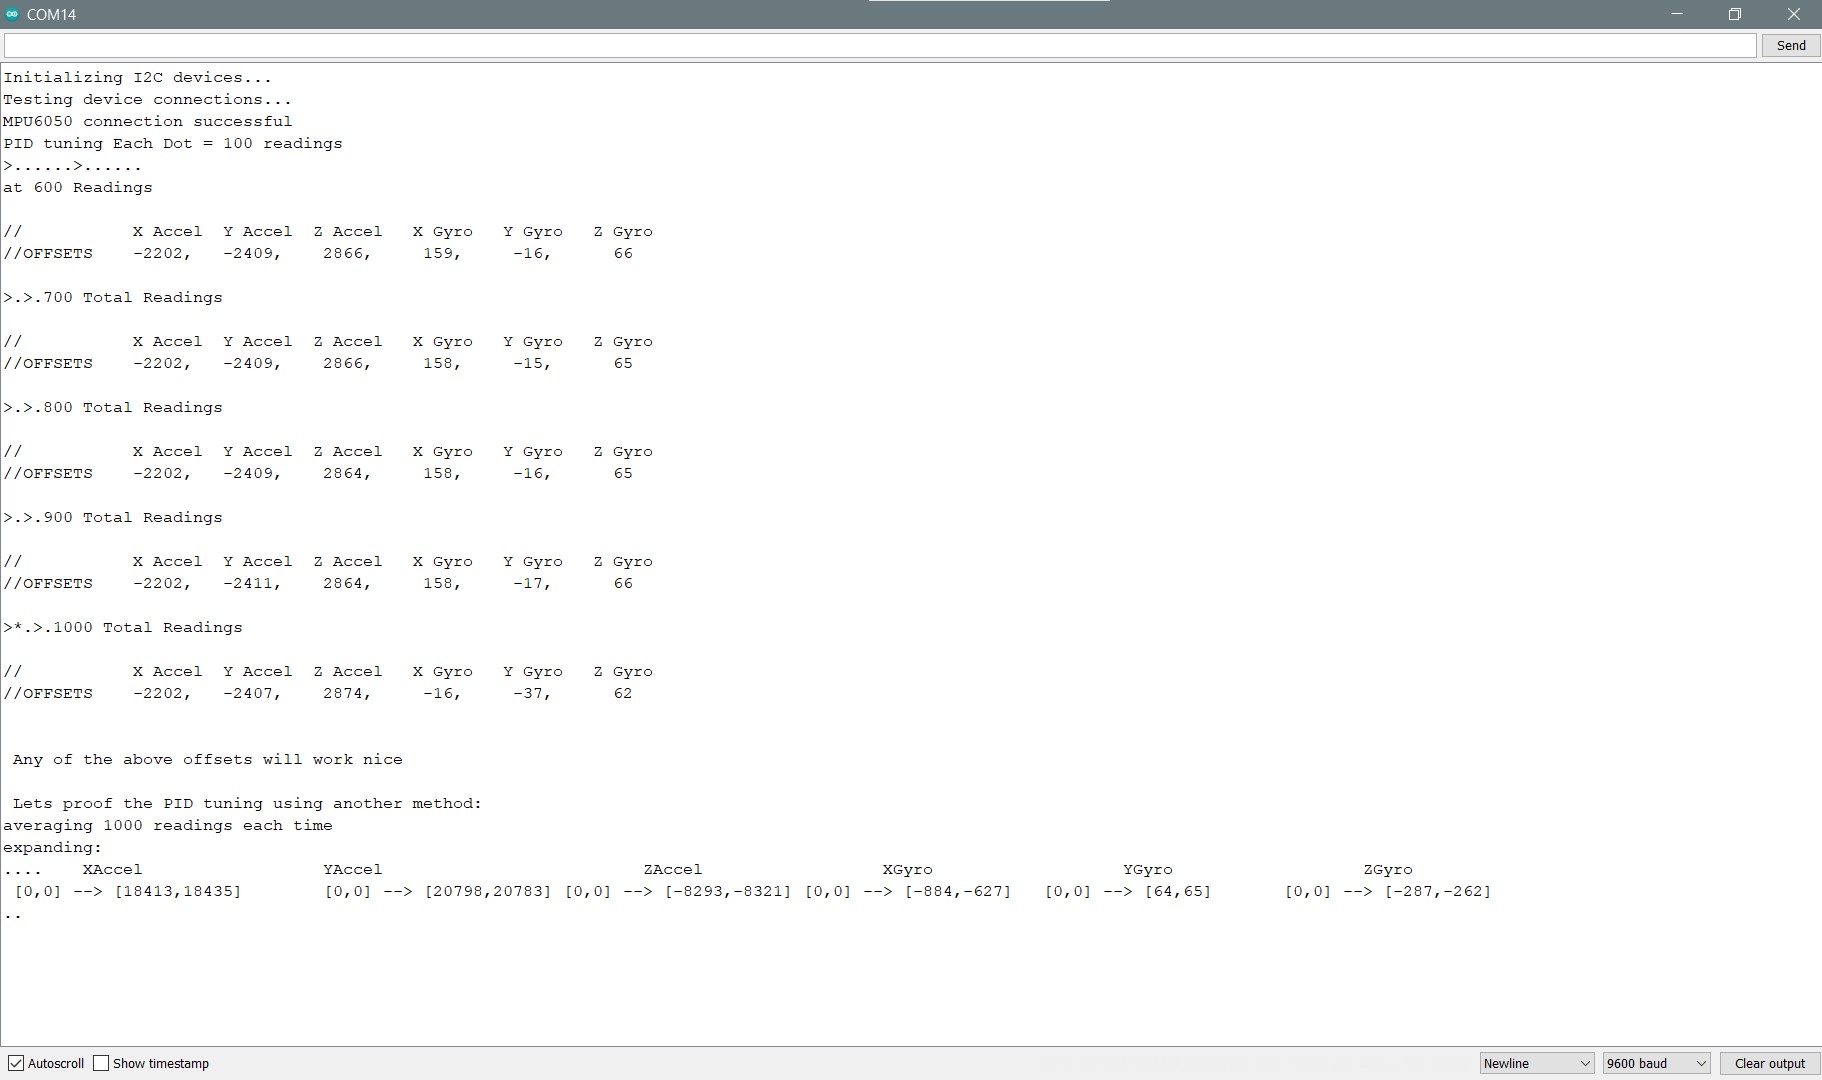 COM14
Send
Initializing I2C devices...
Testing device connections...
MPU6050 connection successful
PID tuning Each Dot = 100 readings
>......>......
at 600 Readings
// X Accel Y Accel Z Accel X Gyro Y Gyro Z Gyro
//OFFSETS -2202, -2409, 2866, 159, -16, 66
>.>.700 Total Readings
// X Accel Y Accel Z Accel X Gyro Y Gyro Z Gyro
//OFFSETS -2202, -2409, 2866, 158, -15, 65
>.>.800 Total Readings
// X Accel Y Accel Z Accel X Gyro Y Gyro Z Gyro
//OFFSETS -2202, -2409, 2864, 158, -16, 65
>.>.900 Total Readings
// X Accel Y Accel Z Accel X Gyro Y Gyro Z Gyro
//OFFSETS -2202, -2411, 2864, 158, -17, 66
>*.>.1000 Total Readings
// X Accel Y Accel Z Accel X Gyro Y Gyro Z Gyro
//OFFSETS -2202, -2407, 2874, -16, -37, 62
Any of the above offsets will work nice
Lets proof the PID tuning using another method:
averaging 1000 readings each time
expanding:
.... XAccel YAccel ZAccel XGyro YGyro ZGyro
[0,0] --> [18413,18435] [0,0] --> [20798,20783] [0,0] --> [-8293,-8321] [0,0] --> [-884,-627] [0,0] --> [64,65] [0,0] --> [-287,-262]
..
Autoscroll Show timestamp Newline 9600 baud Clear output